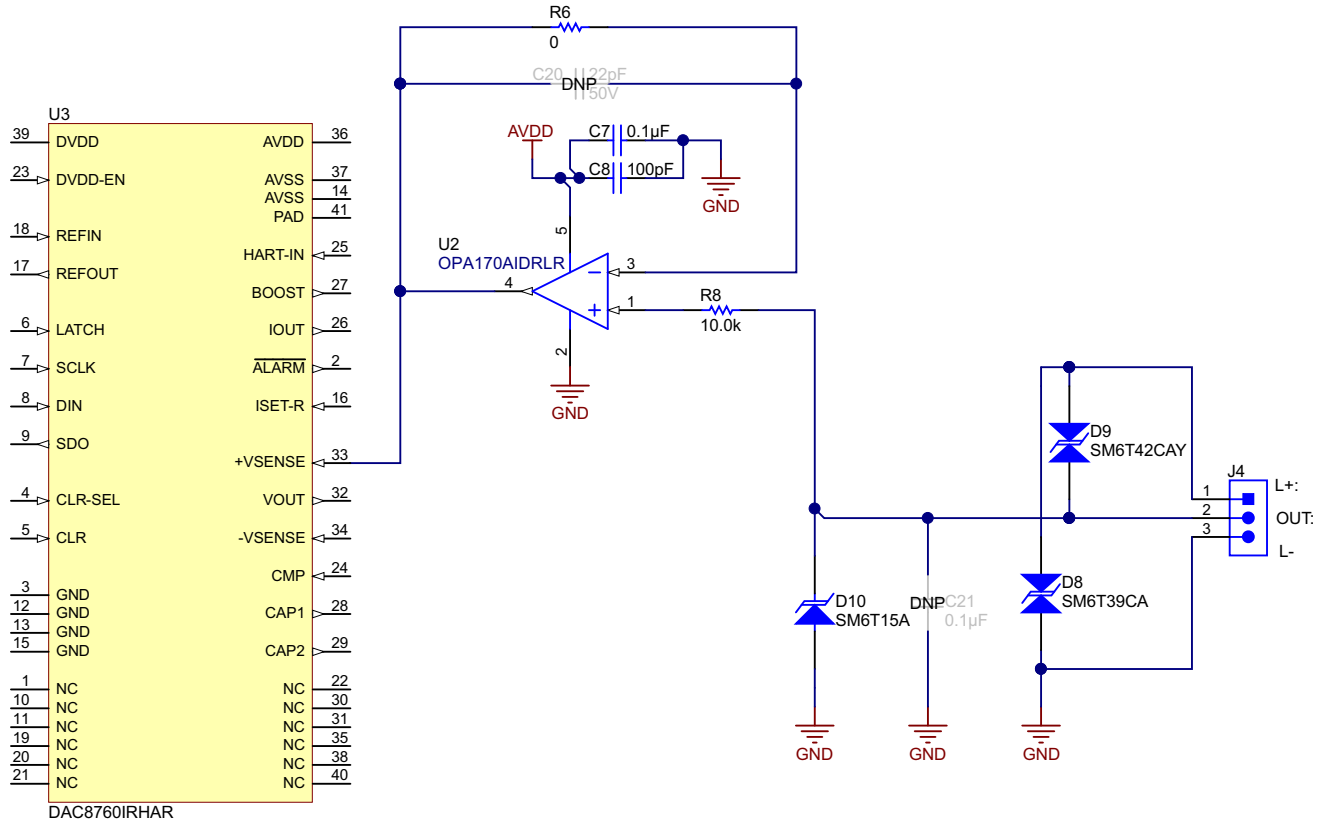 R6
0
C20 22pF
DNP
50V
U3
39 DVDD AVDD 36
23 DVDD-EN AVSS 37
AVSS 14
PAD 41
18 REFIN
HART-IN 25
17 REFOUT
BOOST 27
6 LATCH IOUT 26
7 SCLK ALARM 2
8 DIN ISET-R 16
9 SDO
+VSENSE 33
4 CLR-SEL VOUT 32
5 CLR -VSENSE 34
CMP 24
3 GND
12 GND CAP1 28
13 GND
15 GND CAP2 29
1 NC NC 22
10 NC NC 30
11 NC NC 31
19 NC NC 35
20 NC NC 38
21 NC NC 40
DAC8760IRHAR
AVDD
C7 0.1µF
C8 100pF
GND
5
U2
OPA170AIDRLR
3
4
1
2
GND
R8
10.0k
D9
SM6T42CAY
J4
1 L+:
2 OUT:
3
L-
D10
SM6T15A
DNP C21
0.1µF
D8
SM6T39CA
GND
GND
GND